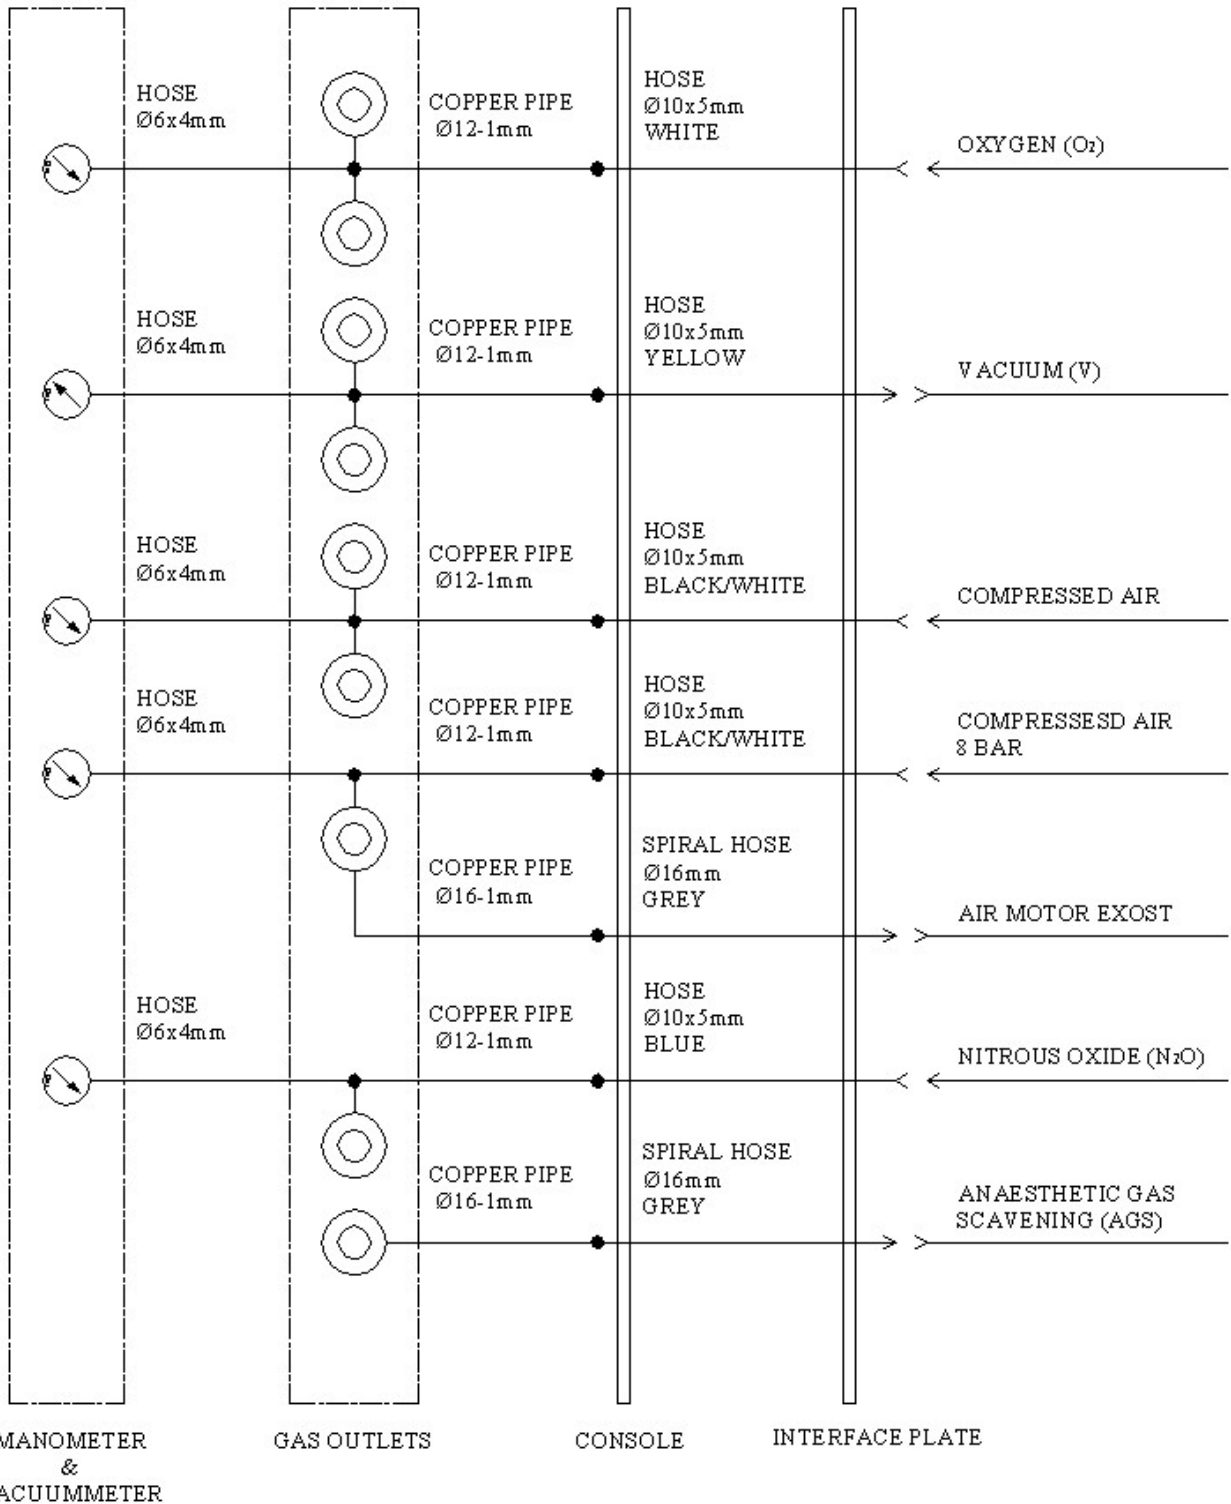 HOSE
Ø6x4mm
COPPER PIPE
Ø12-1mm
HOSE
Ø10x5mm
WHITE
OXYGEN (O₂)
HOSE
Ø6x4mm
COPPER PIPE
Ø12-1mm
HOSE
Ø10x5mm
YELLOW
VACUUM (V)
HOSE
Ø6x4mm
COPPER PIPE
Ø12-1mm
HOSE
Ø10x5mm
BLACK/WHITE
COMPRESSED AIR
HOSE
Ø6x4mm
COPPER PIPE
Ø12-1mm
HOSE
Ø10x5mm
BLACK/WHITE
COMPRESSESD AIR
8 BAR
COPPER PIPE
Ø16-1mm
SPIRAL HOSE
Ø16mm
GREY
AIR MOTOR EXOST
HOSE
Ø6x4mm
COPPER PIPE
Ø12-1mm
HOSE
Ø10x5mm
BLUE
NITROUS OXIDE (N₂O)
COPPER PIPE
Ø16-1mm
SPIRAL HOSE
Ø16mm
GREY
ANAESTHETIC GAS
SCAVENING (AGS)
MANOMETER
&
ACUUMMETER
GAS OUTLETS
CONSOLE
INTERFACE PLATE